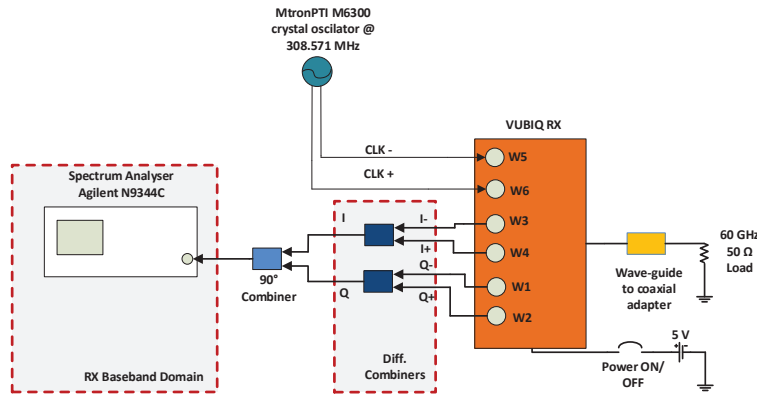 MtronPTI M6300
crystal oscilator @
308.571 MHz
VUBIQ RX
CLK -
CLK +
W5
W6
W3
W4
W1
W2
Spectrum Analyser
Agilent N9344C
I
I-
I+
Q-
Q
Q+
90°
Combiner
Diff.
Combiners
RX Baseband Domain
Wave-guide
to coaxial
adapter
60 GHz
50 Ω
Load
5 V
+
-
Power ON/
OFF